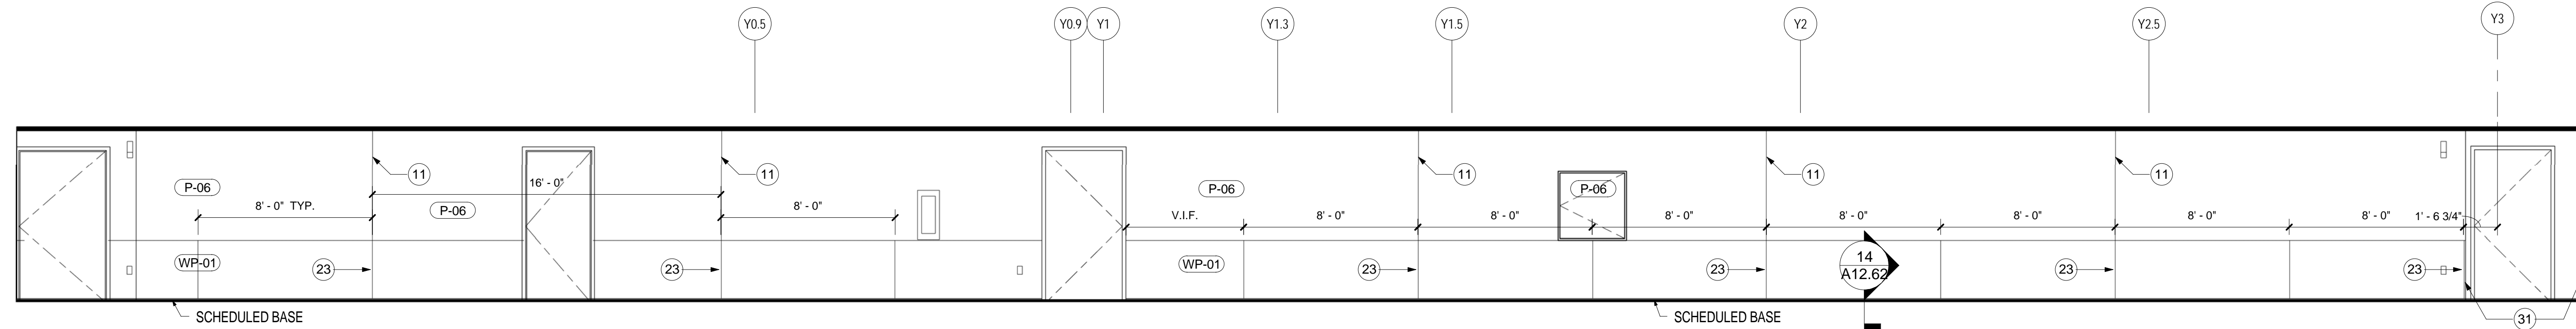 Y0.5 Y0.9 Y1 Y1.3 Y1.5 Y2 Y2.5 Y3
11 11 11 11 11
P-06 16' - 0" P-06 P-06
8' - 0" TYP. P-06 8' - 0"
V.I.F. 8' - 0" 8' - 0" 8' - 0" 8' - 0" 8' - 0" 8' - 0" 8' - 0" 1' - 6 3/4"
WP-01 23 23 WP-01 23 23 23 23
14
A12.62
SCHEDULED BASE SCHEDULED BASE 31